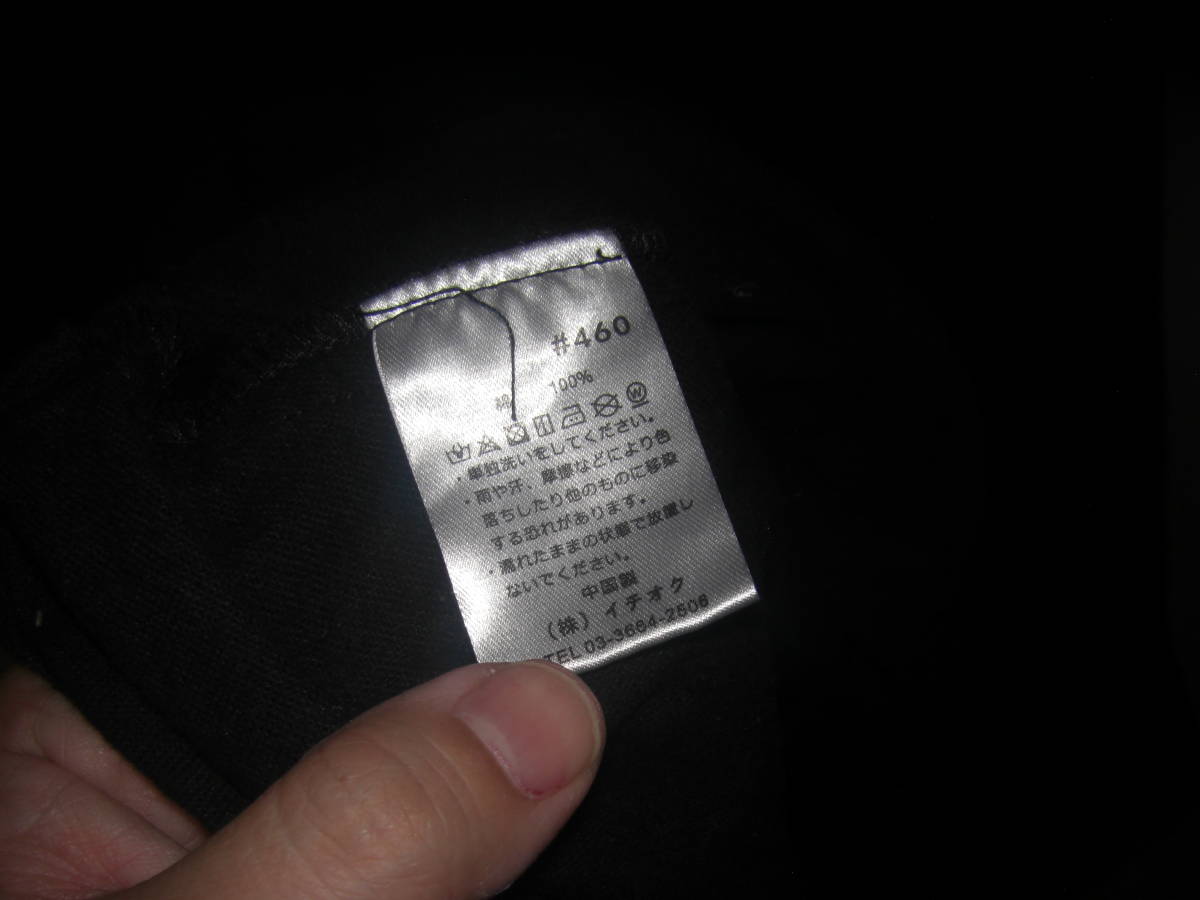 #460
綿 100%
・単独洗いをしてください。
・雨や汗、摩擦などにより色
落ちしたり他のものに移染
する恐れがあります。
・濡れたままの状態で放置し
ないでください。
中国製
(株)イチオク
TEL 03-3664-2608